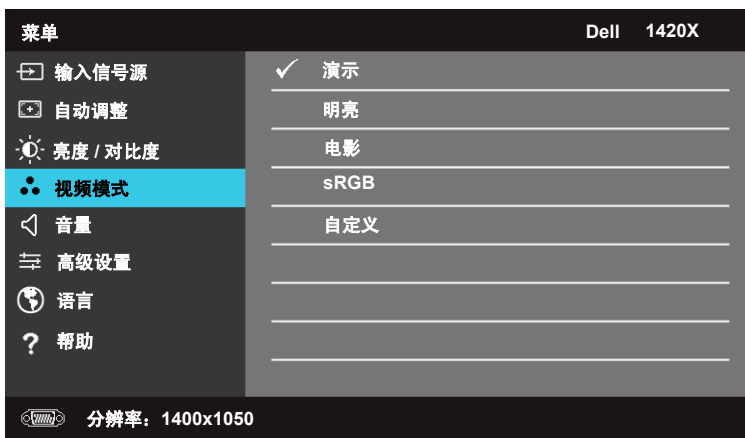 菜单 Dell 1420X
输入信号源
自动调整
亮度 / 对比度
视频模式
音量
高级设置
语言
? 帮助
演示
明亮
电影
sRGB
自定义
分辨率：1400x1050